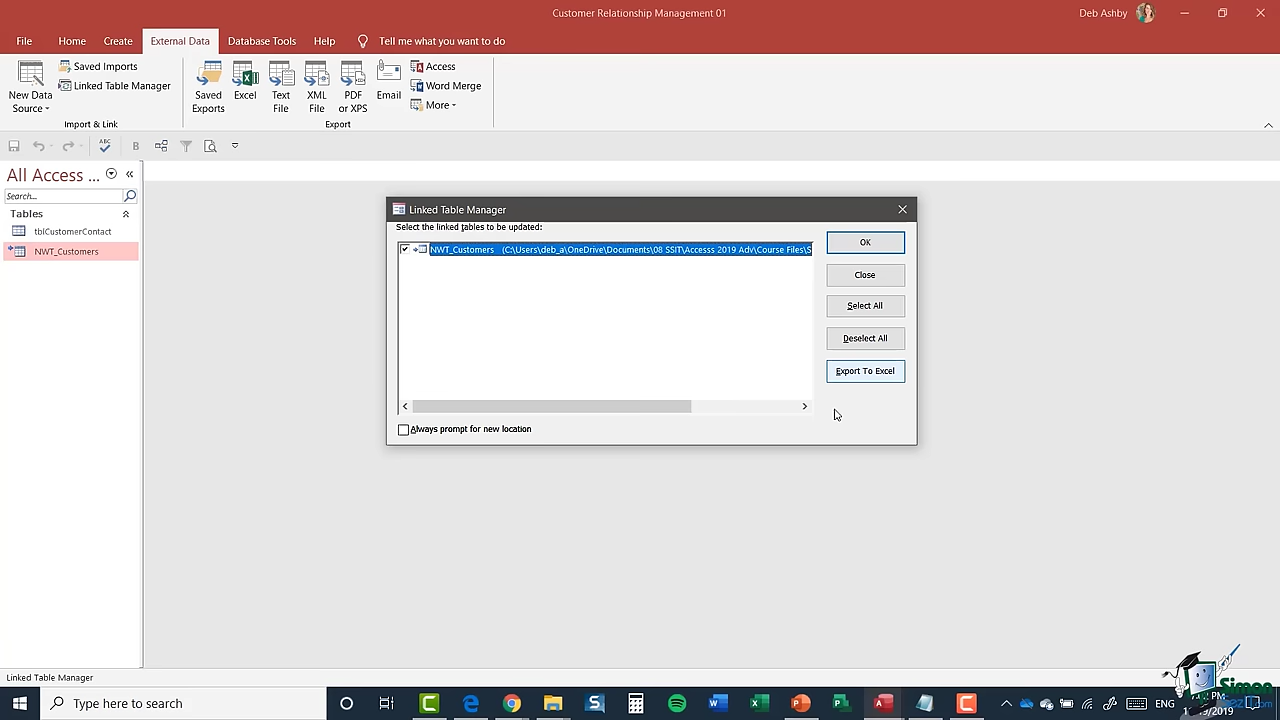 Customer Relationship Management 01
Deb Ashby
File
Home
Create
External Data
Database Tools
Help
Tell me what you want to do
New Data
Source
Saved Imports
Linked Table Manager
Import & Link
Saved
Exports
Excel
Text
File
XML
File
PDF
or XPS
Email
Access
Word Merge
More
Export
ABC
B
All Access ...
Search...
Tables
tblCustomerContact
NWT_Customers
Linked Table Manager
Select the linked tables to be updated:
NWT_Customers (C:\Users\deb_a\OneDrive\Documents\08 SSIT\Accesss 2019 Adv\Course Files\S
OK
Close
Select All
Deselect All
Export To Excel
Always prompt for new location
Linked Table Manager
Type here to search
ENG